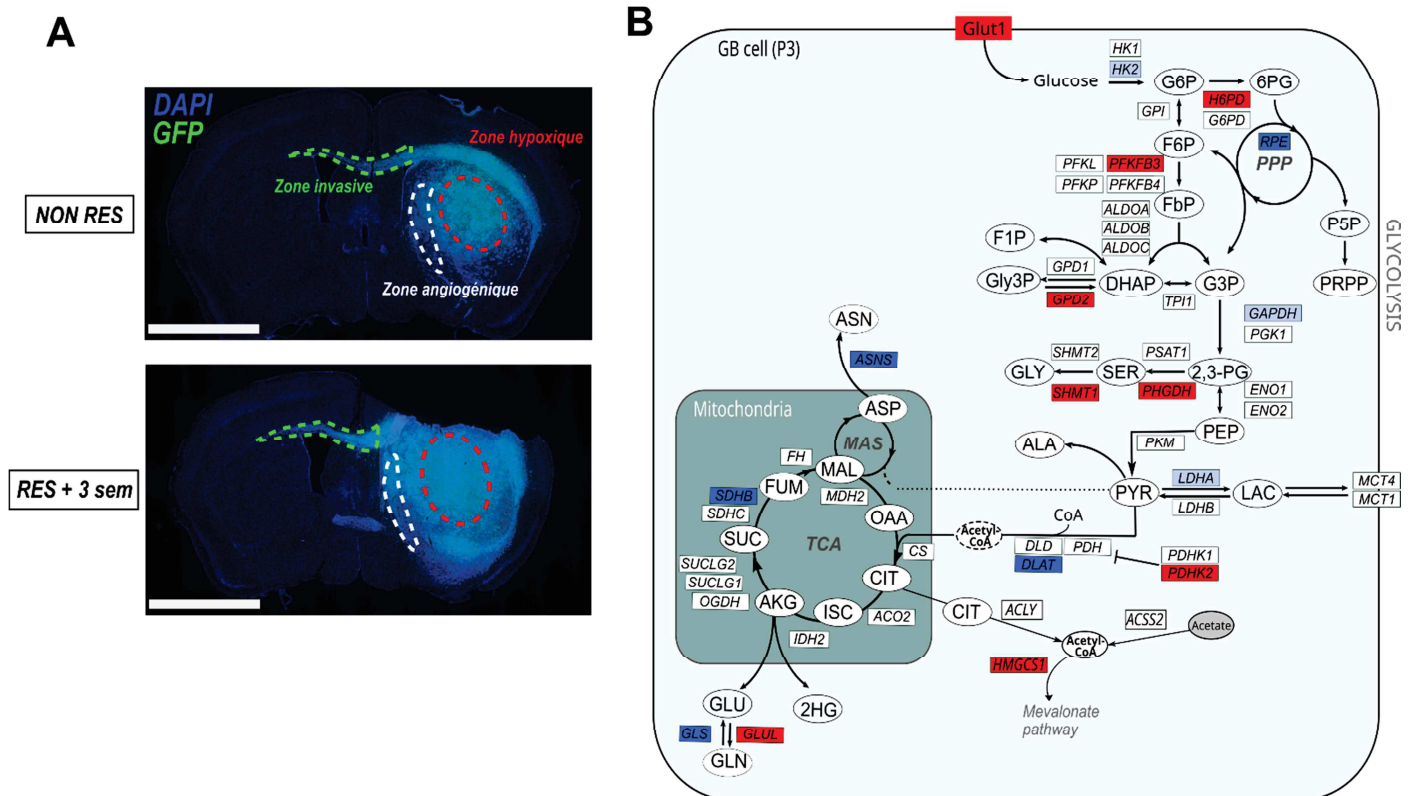 A
DAPI
GFP
Zone hypoxique
Zone invasive
NON RES
Zone angiogénique
RES + 3 sem
B
Glut1
GB cell (P3)
HK1
HK2
Glucose
G6P
6PG
H6PD
G6PD
GPI
F6P
RPE
PPP
PFKL
PFKFB3
PFKP
PFKFB4
FbP
ALDOA
ALDOB
ALDOC
P5P
F1P
GPD1
Gly3P
DHAP
G3P
PRPP
GPD2
TPI1
GLYCOLYSIS
ASN
GAPDH
PGK1
ASNS
SHMT2
PSAT1
GLY
SER
2,3-PG
SHMT1
PHGDH
ENO1
ENO2
Mitochondria
ASP
MAS
ALA
PKM
PEP
FH
MAL
FUM
MDH2
SDHB
SDHC
PYR
LDHA
LDHB
LAC
MCT4
MCT1
OAA
SUC
TCA
CS
Acetyl-
CoA
CoA
DLD
PDH
DLAT
PDHK1
PDHK2
SUCLG2
SUCLG1
OGDH
AKG
ISC
CIT
ACO2
IDH2
CIT
ACLY
ACSS2
Acetate
Acetyl-
CoA
HMGCS1
Mevalonate
pathway
GLU
2HG
GLS
GLUL
GLN